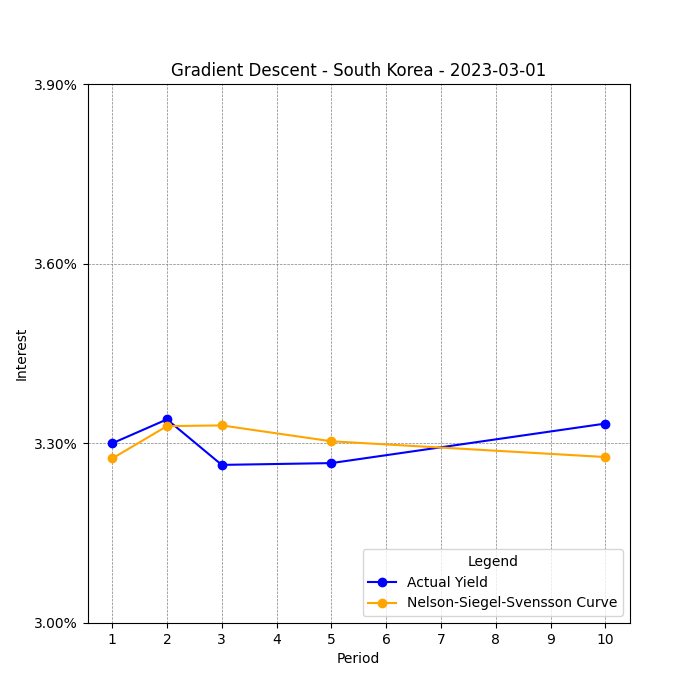 Gradient Descent - South Korea - 2023-03-01
3.90%
3.60%
3.30%
3.00%
Interest
1 2 3 4 5 6 7 8 9 10
Period
Legend
Actual Yield
Nelson-Siegel-Svensson Curve